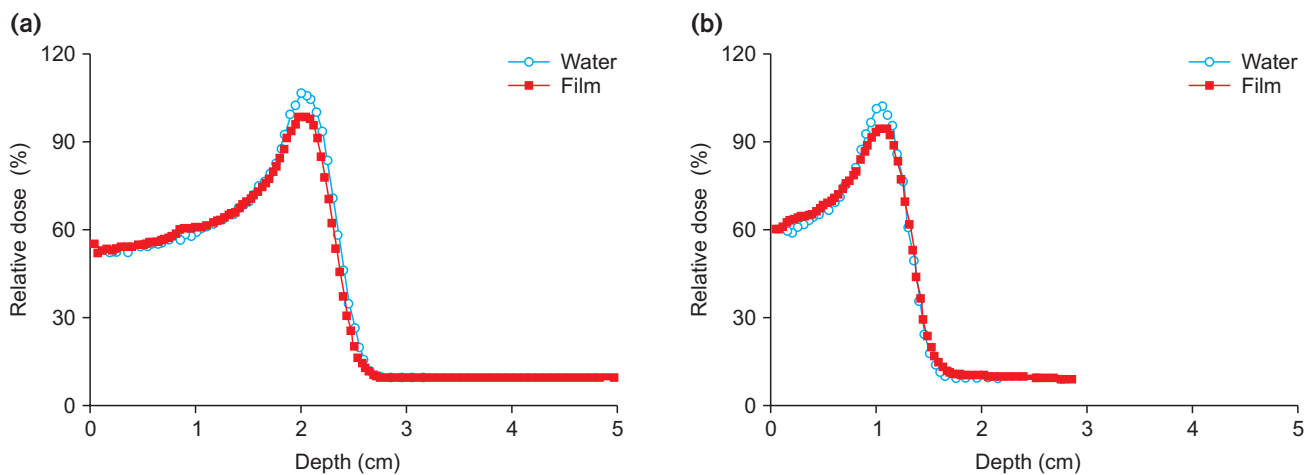 (a)
120
90
60
30
0
Relative dose (%)
0 1 2 3 4 5
Depth (cm)
Water
Film
(b)
120
90
60
30
0
Relative dose (%)
0 1 2 3 4 5
Depth (cm)
Water
Film